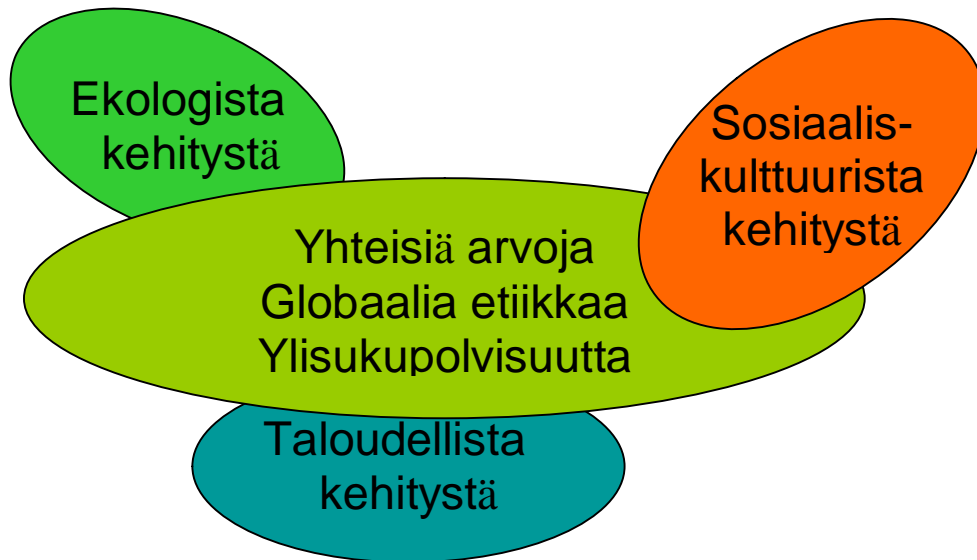 Ekologista
kehitystä
Sosiaalis-
kulttuurista
kehitystä
Yhteisiä arvoja
Globaalia etiikkaa
Ylisukupolvisuutta
Taloudellista
kehitystä